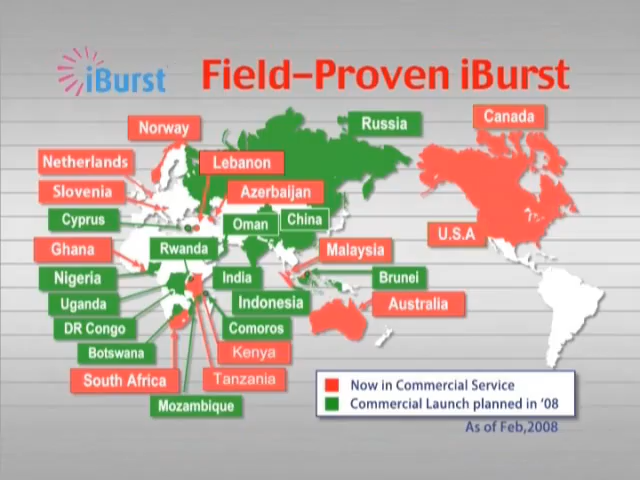 iBurst
Field-Proven iBurst
Canada
Norway
Russia
Netherlands
Lebanon
Slovenia
Azerbaijan
Cyprus
Oman
China
U.S.A
Ghana
Rwanda
Malaysia
Nigeria
India
Brunei
Uganda
Indonesia
Australia
DR Congo
Comoros
Botswana
Kenya
South Africa
Tanzania
Mozambique
Now in Commercial Service
Commercial Launch planned in '08
As of Feb,2008